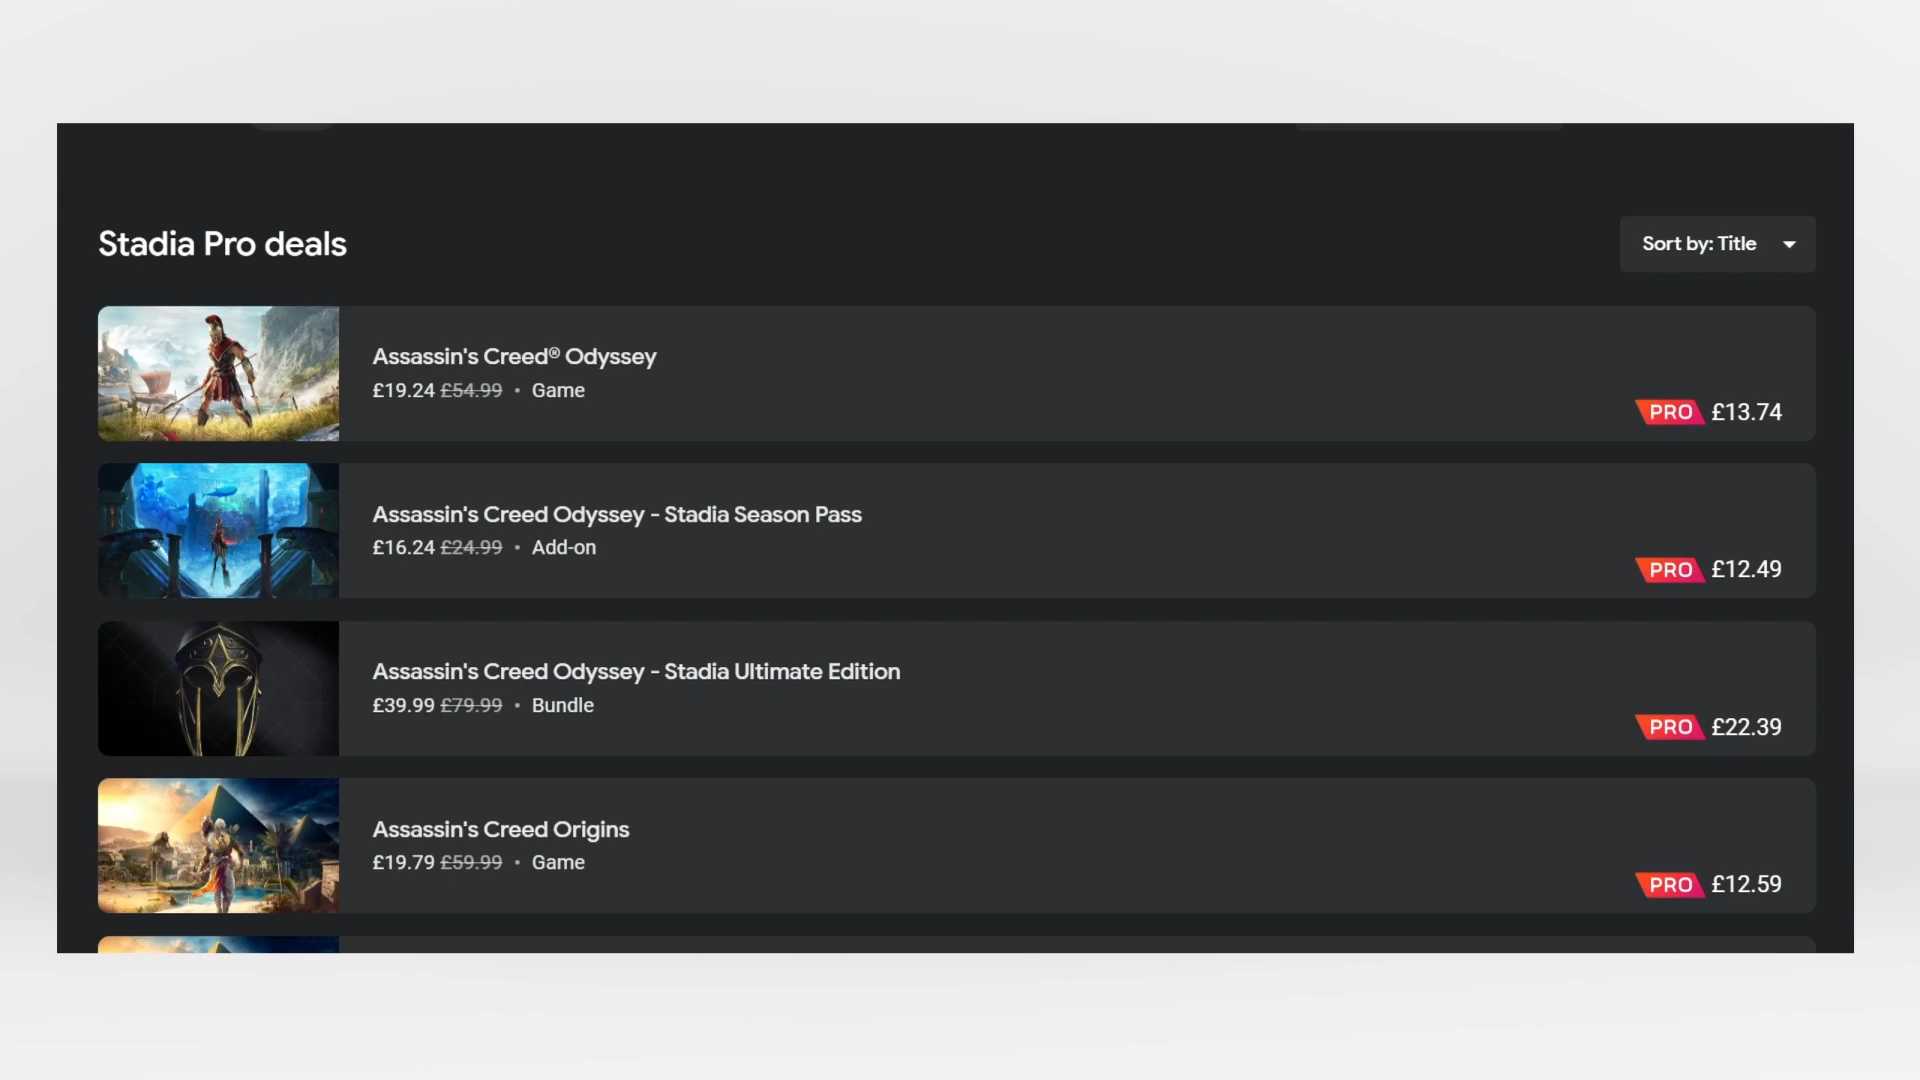 Stadia Pro deals
Sort by: Title
Assassin's Creed® Odyssey
£19.24 £54.99 • Game
PRO £13.74
Assassin's Creed Odyssey - Stadia Season Pass
£16.24 £24.99 • Add-on
PRO £12.49
Assassin's Creed Odyssey - Stadia Ultimate Edition
£39.99 £79.99 • Bundle
PRO £22.39
Assassin's Creed Origins
£19.79 £59.99 • Game
PRO £12.59